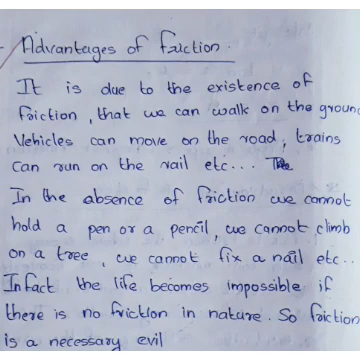 Advantages of friction.
It is due to the existence of
friction, that we can walk on the groun
Vehicles can move on the road, trains
can run on the rail etc...
In the absence of friction we cannot
hold a pen or a pencil, we cannot climb
on a tree, we cannot fix a nail etc..
Infact the life becomes impossible if
there is no friction in nature. So friction
is a necessary evil